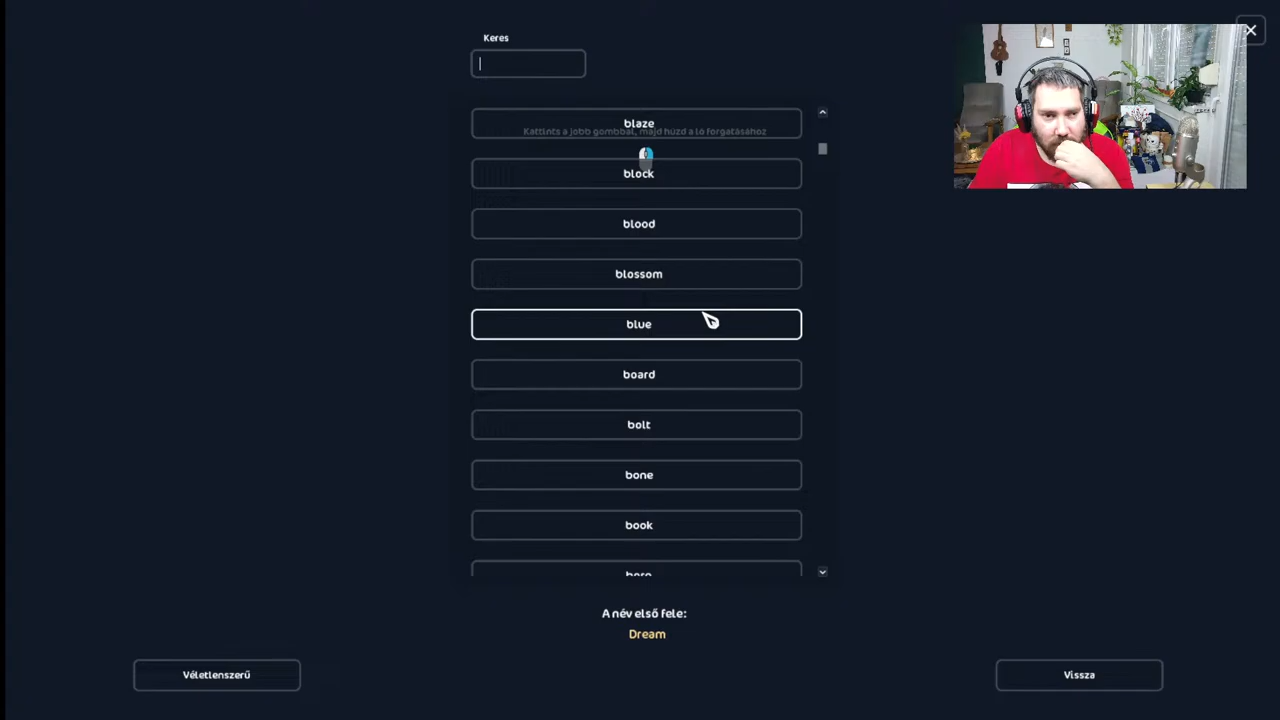 Keres
blaze
Kattints a jobb gombbal, majd húzd a ló forgatásához
block
blood
blossom
blue
board
bolt
bone
book
A név első fele:
Dream
Véletlenszerű
Vissza